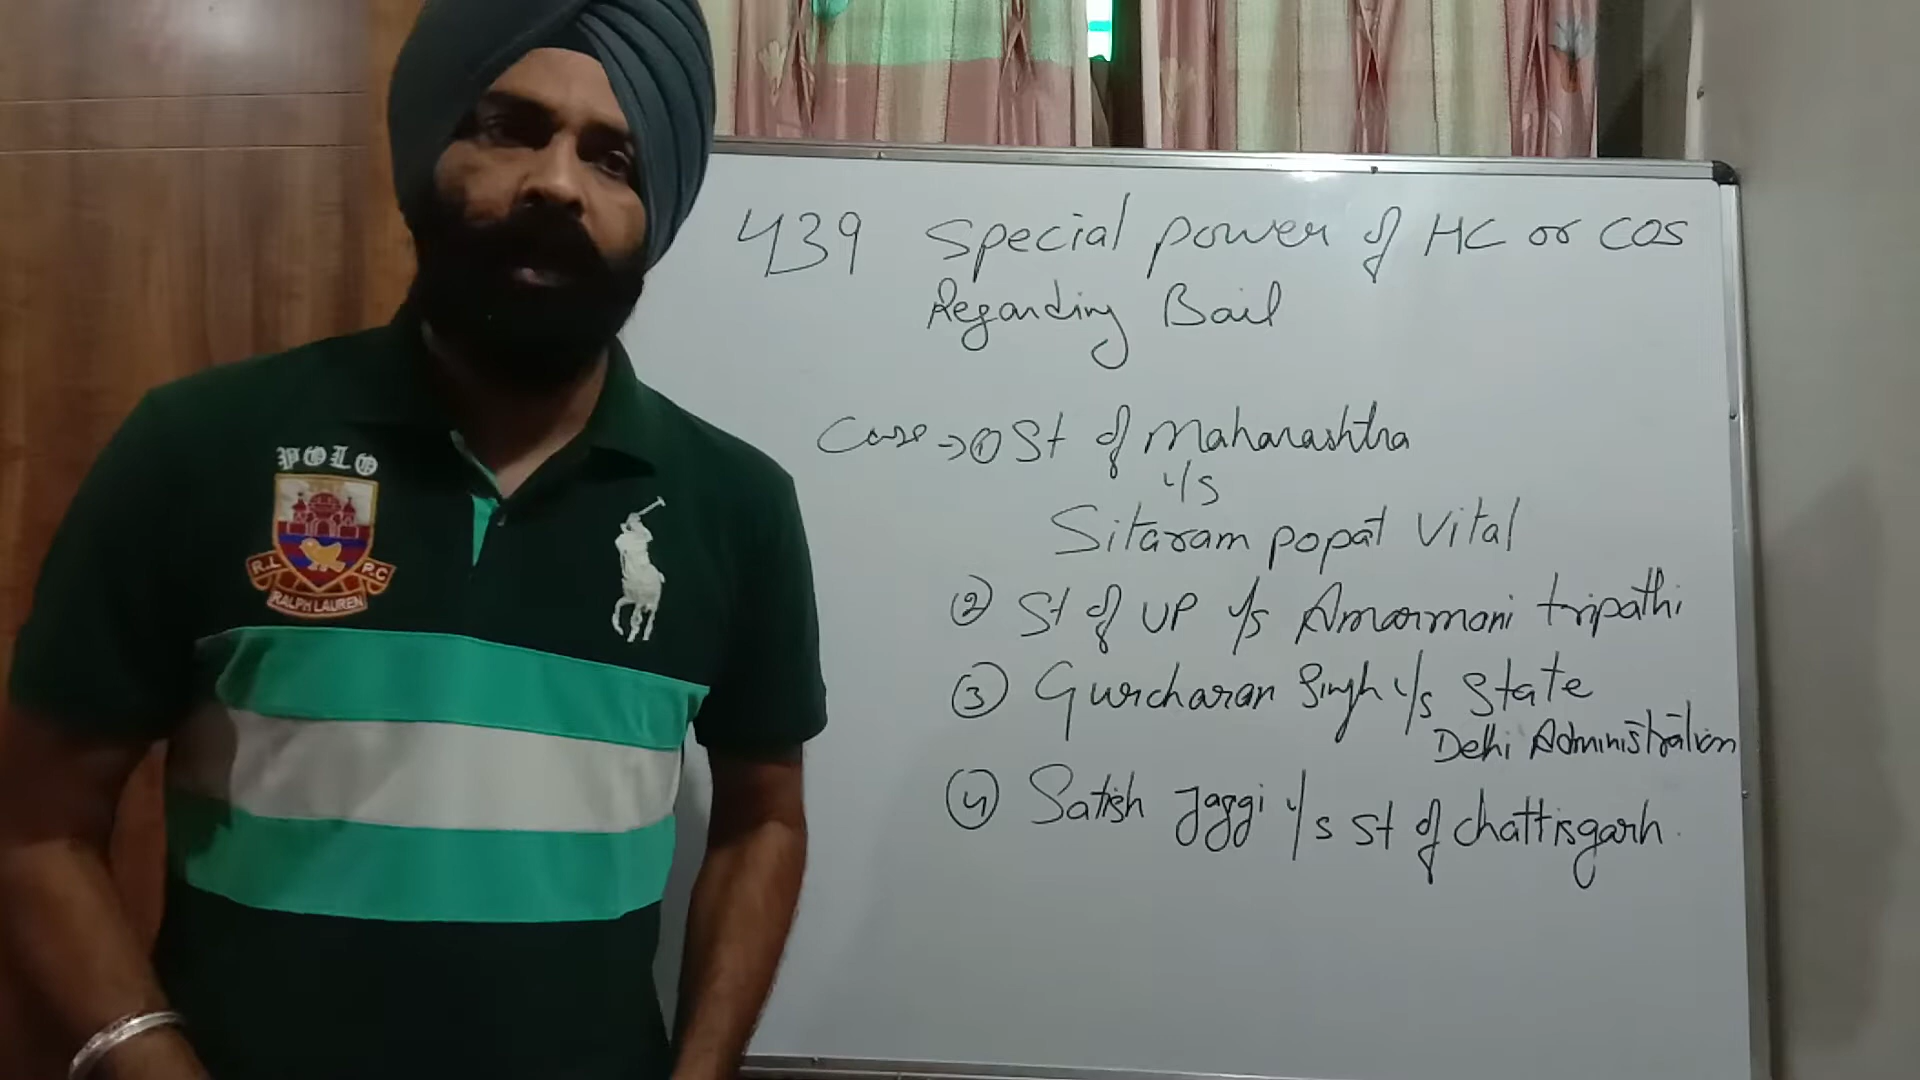 POLO
R.L
P.C
RALPH LAUREN
439 Special power of HC or COS
Regarding Bail
Case → ① St of Maharashtra
v/s
Sitaram popat Vital
② St of UP v/s Amarmani tripathi
③ Gurcharan Singh v/s State
Delhi Administration
④ Satish Jaggi v/s St of chattisgarh